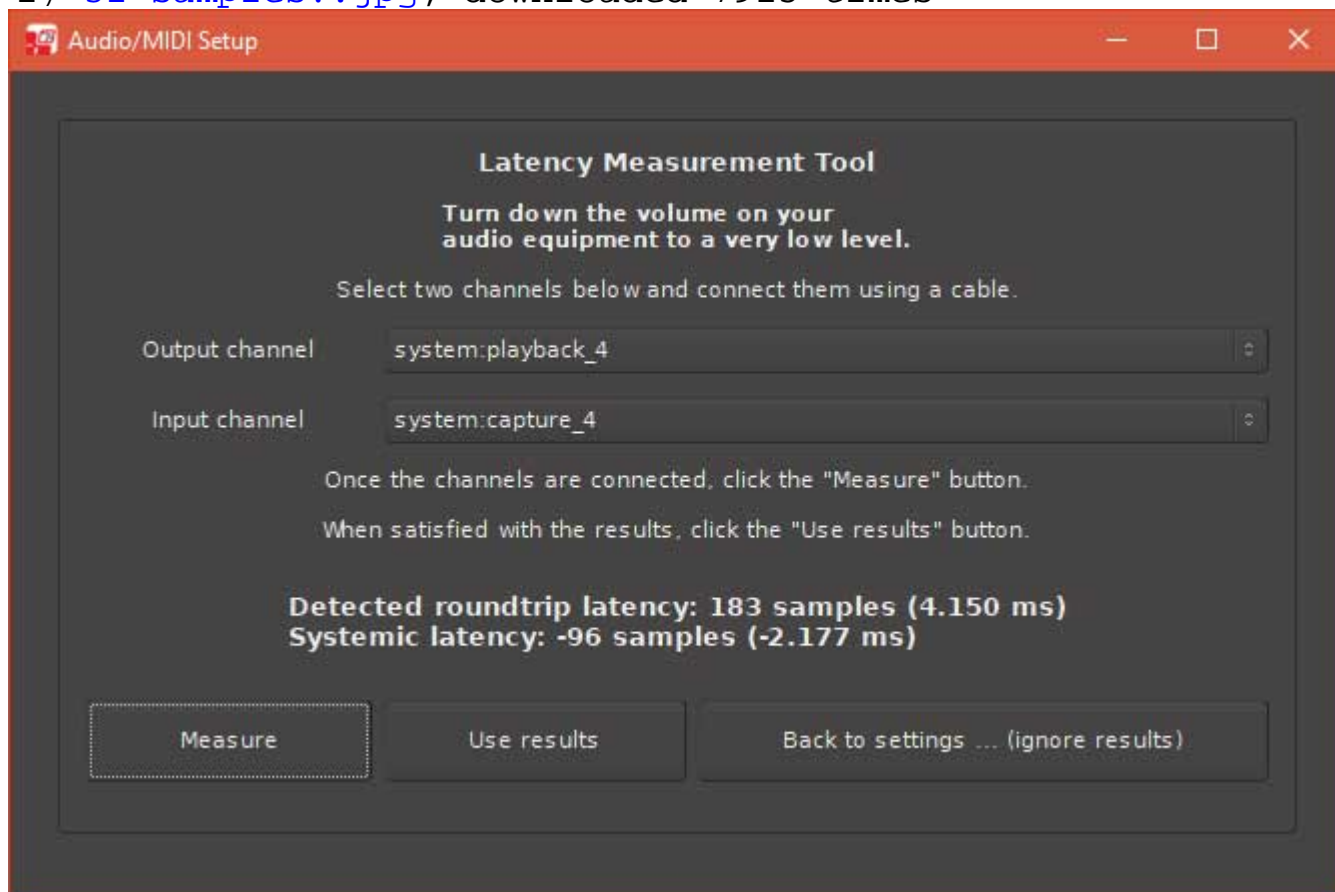 Audio/MIDI Setup
Latency Measurement Tool
Turn down the volume on your
audio equipment to a very low level.
Select two channels below and connect them using a cable.
Output channel system:playback_4
Input channel system:capture_4
Once the channels are connected, click the "Measure" button.
When satisfied with the results, click the "Use results" button.
Detected roundtrip latency: 183 samples (4.150 ms)
Systemic latency: -96 samples (-2.177 ms)
Measure Use results Back to settings ... (ignore results)